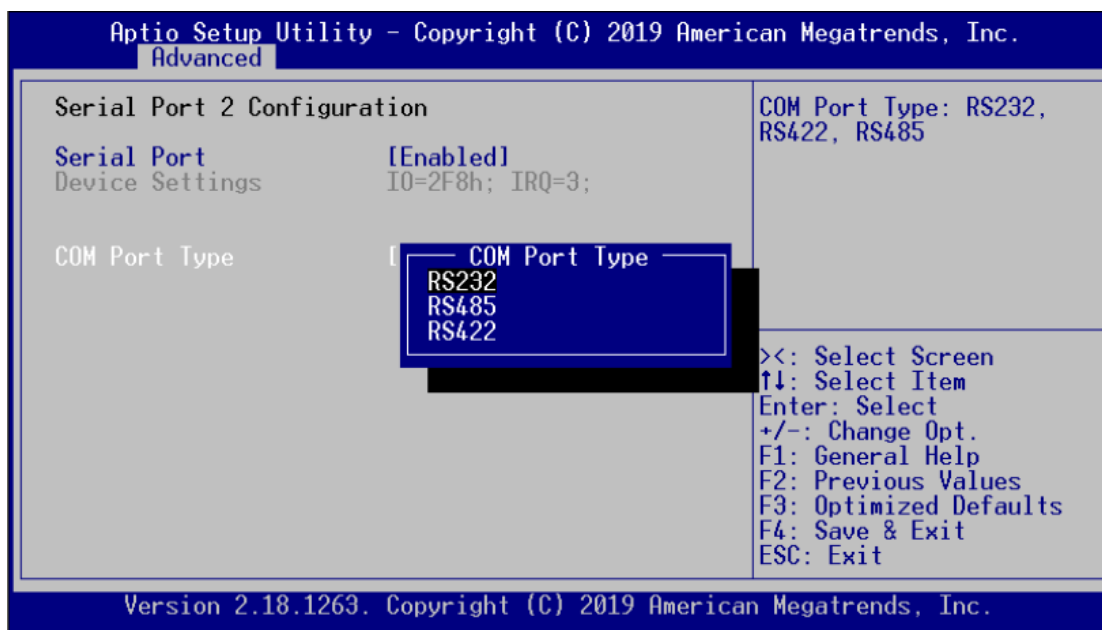 Aptio Setup Utility – Copyright (C) 2019 American Megatrends, Inc.
Advanced
Serial Port 2 Configuration
Serial Port [Enabled]
Device Settings IO=2F8h; IRQ=3;
COM Port Type [
COM Port Type
RS232
RS485
RS422
COM Port Type: RS232,
RS422, RS485
><: Select Screen
↑↓: Select Item
Enter: Select
+/-: Change Opt.
F1: General Help
F2: Previous Values
F3: Optimized Defaults
F4: Save & Exit
ESC: Exit
Version 2.18.1263. Copyright (C) 2019 American Megatrends, Inc.